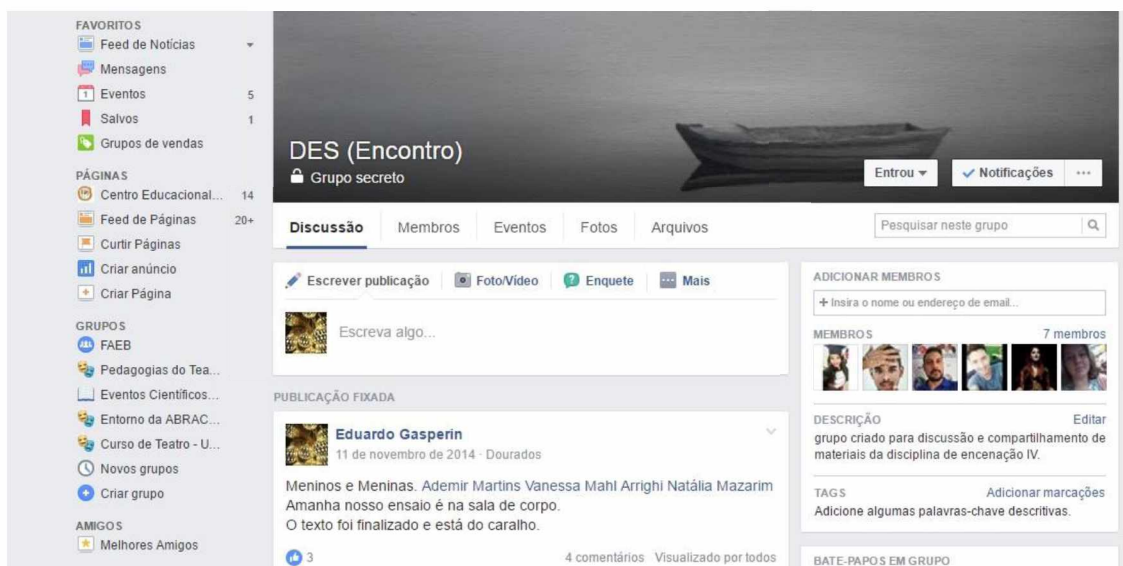 FAVORITOS
Feed de Notícias
Mensagens
1 Eventos 5
Salvos 1
Grupos de vendas
PÁGINAS
Centro Educacional... 14
Feed de Páginas 20+
Curtir Páginas
Criar anúncio
Criar Página
GRUPOS
FAEB
Pedagogias do Tea...
Eventos Científicos...
Entorno da ABRAC...
Curso de Teatro - U...
Novos grupos
Criar grupo
AMIGOS
Melhores Amigos
DES (Encontro)
Grupo secreto
Entrou
Notificações
Discussão Membros Eventos Fotos Arquivos
Pesquisar neste grupo
Escrever publicação Foto/Vídeo Enquete Mais
Escreva algo...
PUBLICAÇÃO FIXADA
Eduardo Gasperin
11 de novembro de 2014 · Dourados
Meninos e Meninas. Ademir Martins Vanessa Mahl Arrighi Natália Mazarim
Amanha nosso ensaio é na sala de corpo.
O texto foi finalizado e está do caralho.
3 4 comentários Visualizado por todos
ADICIONAR MEMBROS
+ Insira o nome ou endereço de email...
MEMBROS 7 membros
DESCRIÇÃO Editar
grupo criado para discussão e compartilhamento de
materiais da disciplina de encenação IV.
TAGS Adicionar marcações
Adicione algumas palavras-chave descritivas.
BATE-PAPOS EM GRUPO